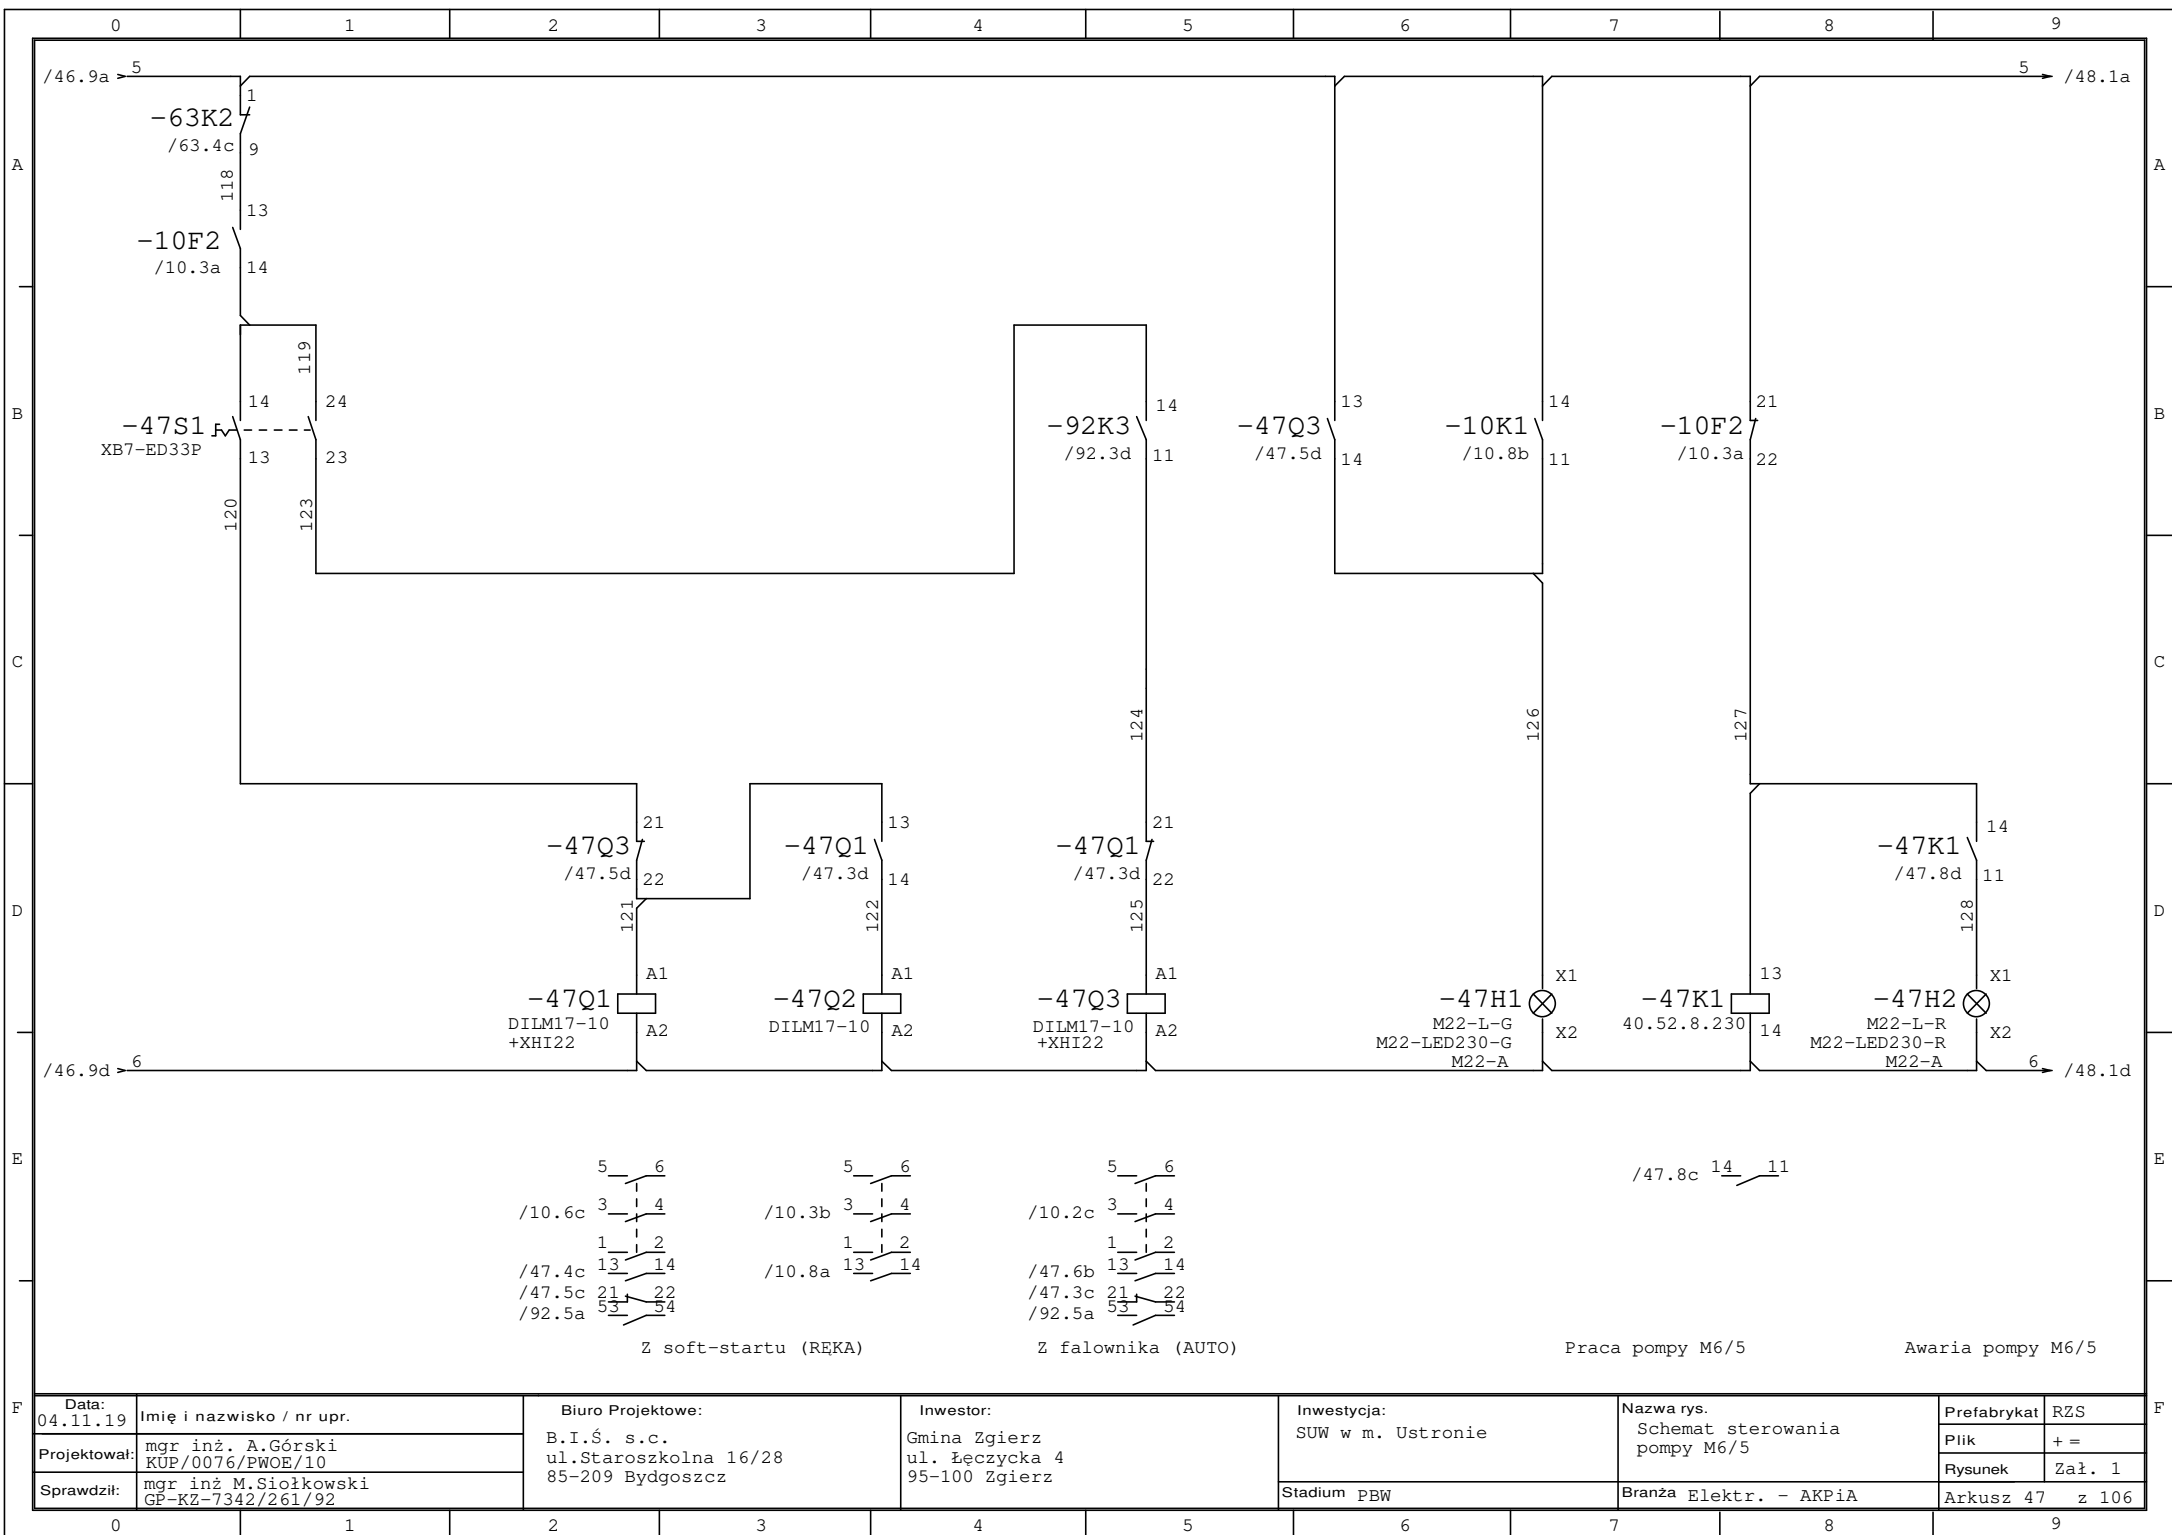 0 1 2 3 4 5 6 7 8 9
/46.9a 5 5 /48.1a
1
-63K2
/63.4c 9
A A
118
13
-10F2
/10.3a 14
119
14 24 14 13 14 21
B B
-47S1 -92K3 -47Q3 -10K1 -10F2
XB7-ED33P 13 23 /92.3d 11 /47.5d 14 /10.8b 11 /10.3a 22
120 123
C C
124 126 127
21 13 21 14
-47Q3 -47Q1 -47Q1 -47K1
/47.5d 22 /47.3d 14 /47.3d 22 /47.8d 11
D D
121 122 125 128
A1 A1 A1 X1 13 X1
-47Q1 -47Q2 -47Q3 -47H1 -47K1 -47H2
DILM17-10 A2 DILM17-10 A2 DILM17-10 A2 M22-L-G X2 40.52.8.230 14 M22-L-R X2
+XHI22 +XHI22 M22-LED230-G M22-LED230-R
M22-A M22-A
/46.9d 6 6 /48.1d
E E
5 6 5 6 5 6 /47.8c 14 11
/10.6c 3 4 /10.3b 3 4 /10.2c 3 4
1 2 1 2 1 2
/47.4c 13 14 /10.8a 13 14 /47.6b 13 14
/47.5c 21 22 /47.3c 21 22
/92.5a 53 54 /92.5a 53 54
Z soft-startu (RĘKA) Z falownika (AUTO) Praca pompy M6/5 Awaria pompy M6/5
F F
Data:
04.11.19
Imię i nazwisko / nr upr.
Projektował:
mgr inż. A.Górski
KUP/0076/PWOE/10
Sprawdził:
mgr inż M.Siołkowski
GP-KZ-7342/261/92
Biuro Projektowe:
B.I.Ś. s.c.
ul.Staroszkolna 16/28
85-209 Bydgoszcz
Inwestor:
Gmina Zgierz
ul. Łęczycka 4
95-100 Zgierz
Inwestycja:
SUW w m. Ustronie
Stadium PBW
Nazwa rys.
Schemat sterowania
pompy M6/5
Branża Elektr. - AKPiA
Prefabrykat RZS
Plik + =
Rysunek Zał. 1
Arkusz 47 z 106
0 1 2 3 4 5 6 7 8 9